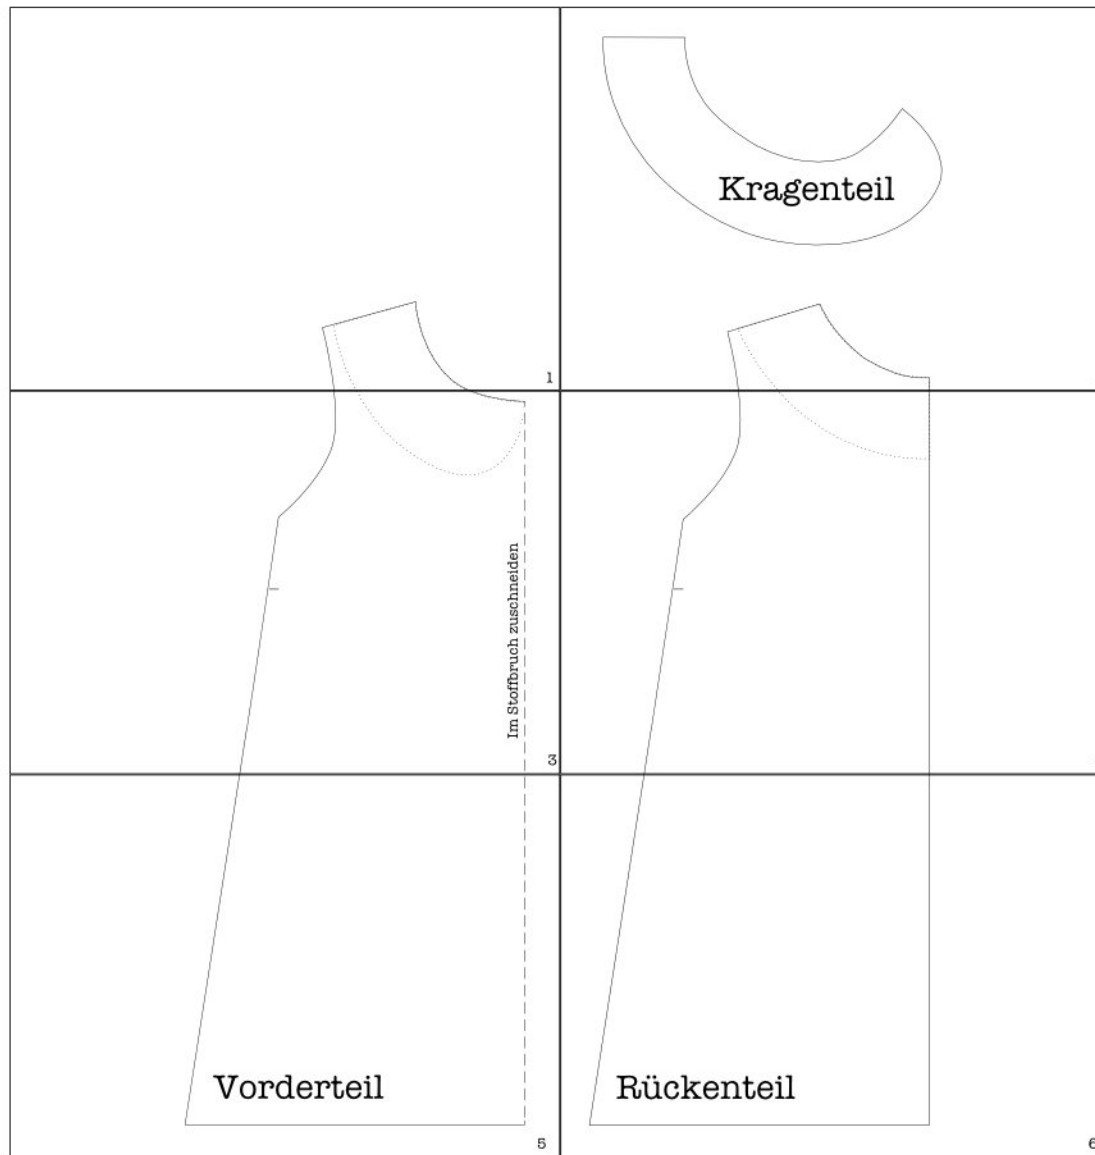 Kragenteil
1
Im Stoffbruch zuschneiden
3
Vorderteil
Rückenteil
5
6